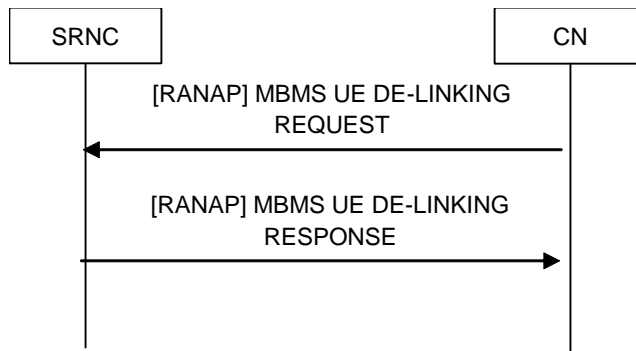 SRNC
CN
[RANAP] MBMS UE DE-LINKING
REQUEST
[RANAP] MBMS UE DE-LINKING
RESPONSE